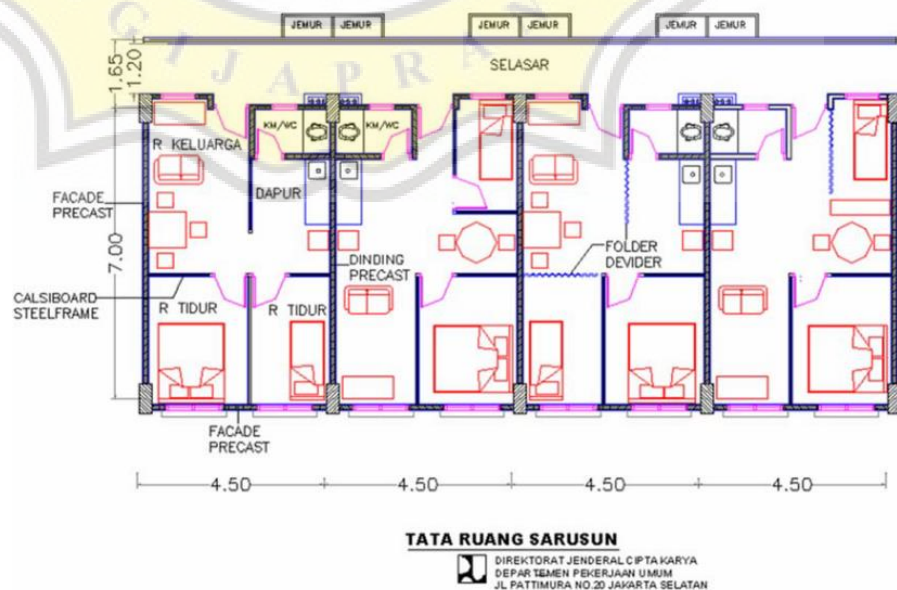 JEMUR JEMUR JEMUR JEMUR JEMUR JEMUR
GIJAPRAN
SELASAR
1.65
1.20
KM/WC KM/WC
R KELUARGA
DAPUR
FACADE
PRECAST
7.00
DINDING
PRECAST
FOLDER
DEVIDER
CALSIBOARD
STEELFRAME
R TIDUR R TIDUR
FACADE
PRECAST
4.50 4.50 4.50 4.50
TATA RUANG SARUSUN
DIREKTORAT JENDERAL CIPTA KARYA
DEPARTEMEN PEKERJAAN UMUM
JL PATTIMURA NO.20 JAKARTA SELATAN